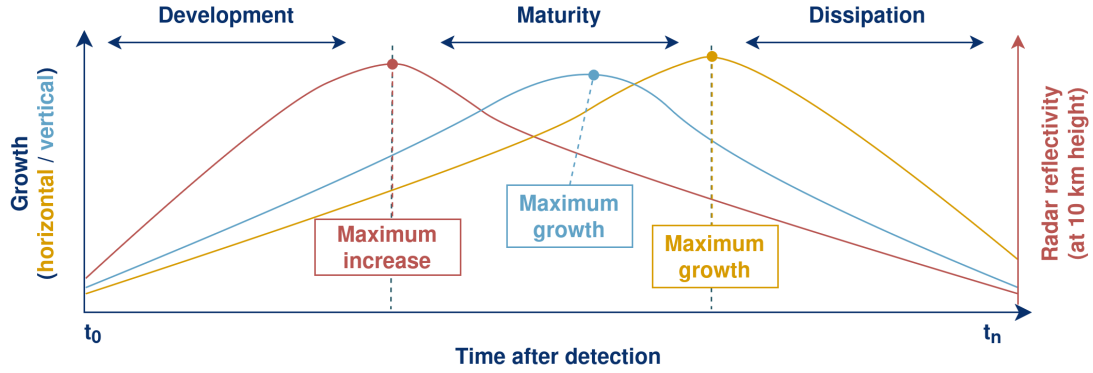 Development
Maturity
Dissipation
Growth
(horizontal / vertical)
Radar reflectivity
(at 10 km height)
Maximum
increase
Maximum
growth
Maximum
growth
t0
tn
Time after detection